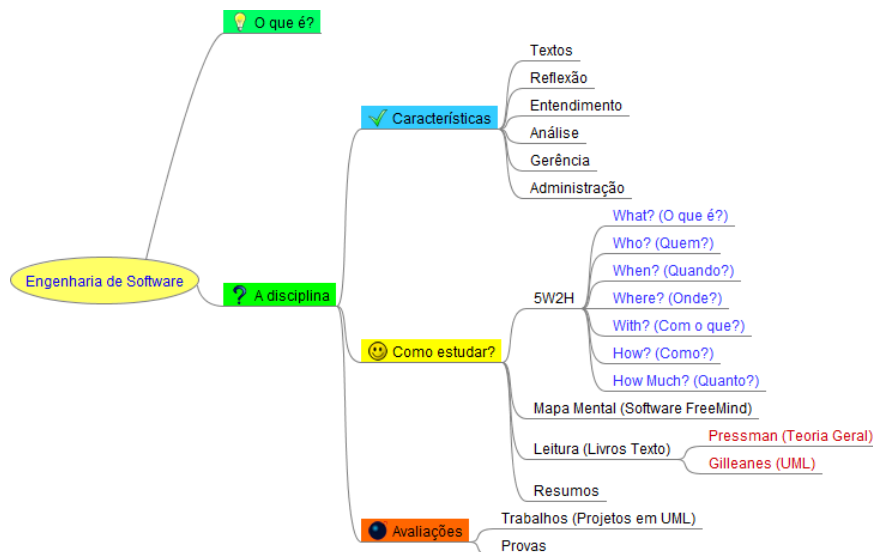 O que é?
Textos
Reflexão
Entendimento
Características
Análise
Gerência
Administração
What? (O que é?)
Who? (Quem?)
When? (Quando?)
Engenharia de Software
A disciplina
5W2H
Where? (Onde?)
With? (Com o que?)
Como estudar?
How? (Como?)
How Much? (Quanto?)
Mapa Mental (Software FreeMind)
Leitura (Livros Texto)
Pressman (Teoria Geral)
Gilleanes (UML)
Resumos
Avaliações
Trabalhos (Projetos em UML)
Provas